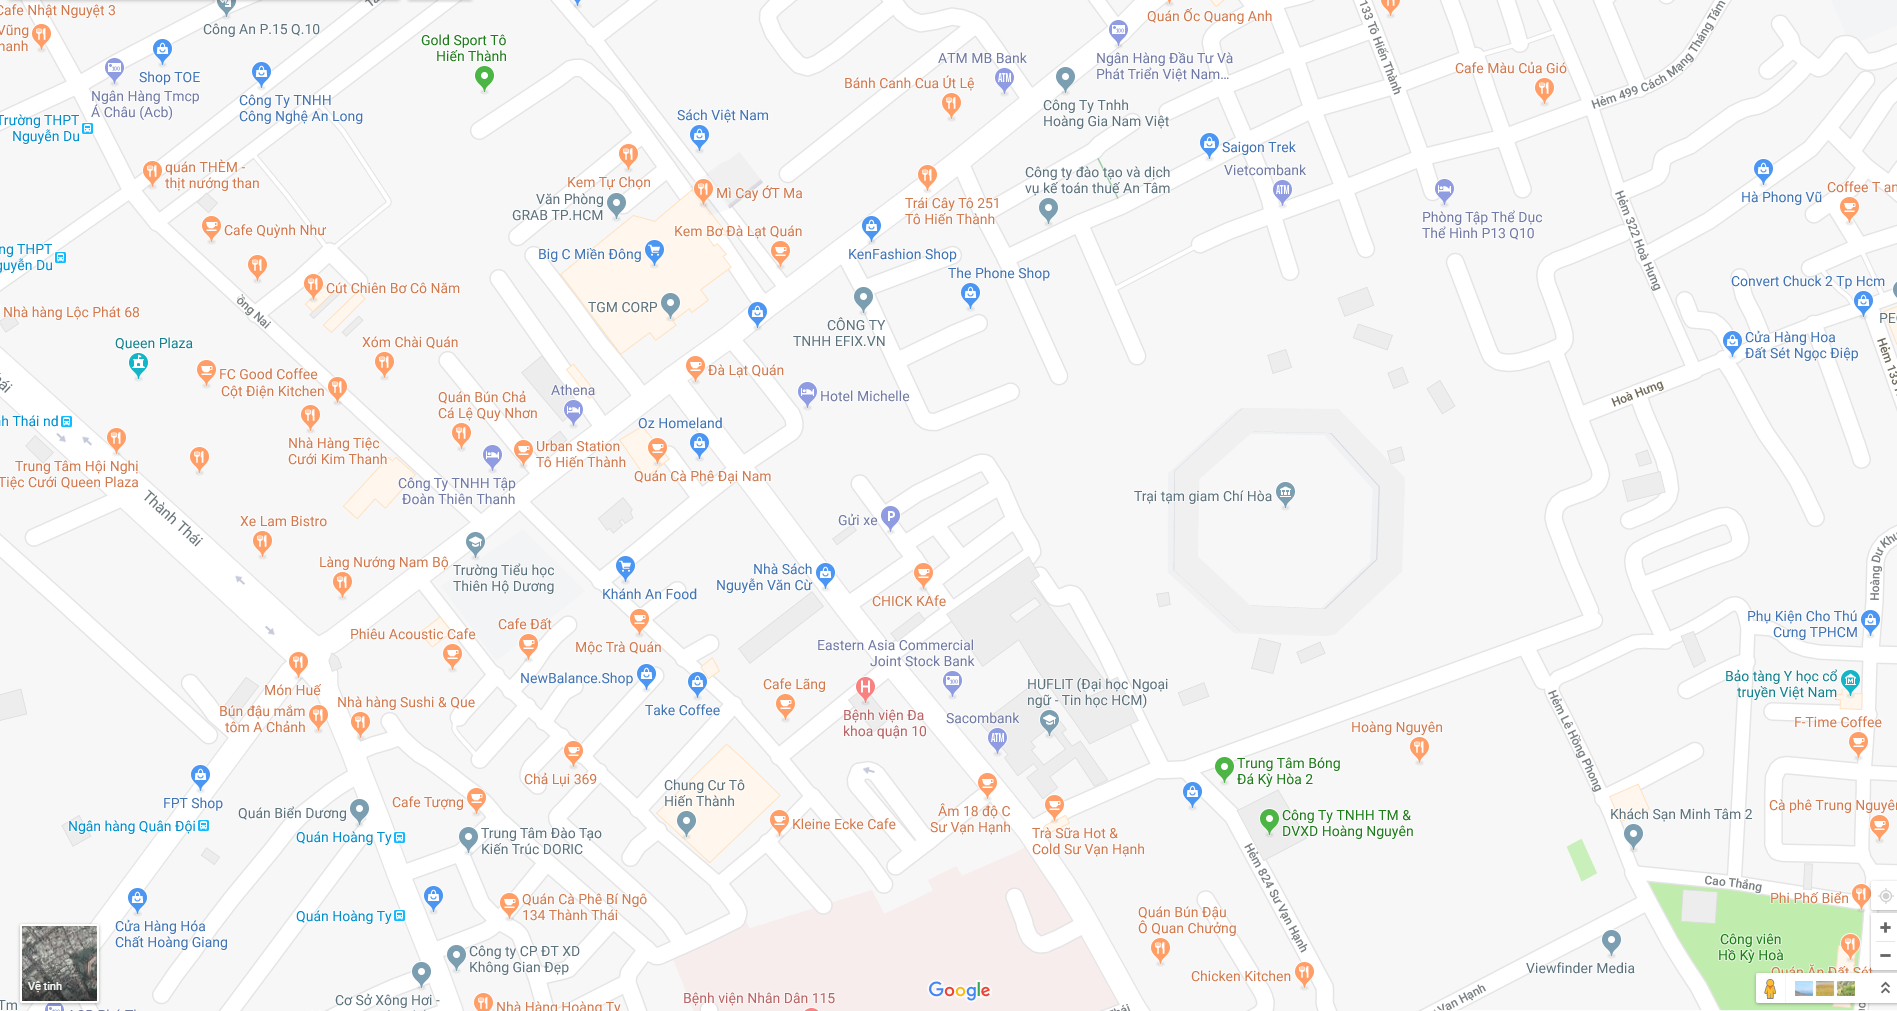 Cafe Nhật Nguyệt 3
Công An P.15 Q.10
Quán Ốc Quang Anh
Gold Sport Tô
Hiến Thành
Shop TOE
Ngân Hàng Tmcp
Á Châu (Acb)
Công Ty TNHH
Công Nghệ An Long
Trường THPT
Nguyễn Du
quán THÈM -
thịt nướng than
Cafe Quỳnh Như
Cút Chiên Bơ Cô Năm
Nhà hàng Lộc Phát 68
Queen Plaza
Xóm Chài Quán
FC Good Coffee
Cột Điện Kitchen
Nhà Hàng Tiệc
Cưới Kim Thanh
Trung Tâm Hội Nghị
Tiệc Cưới Queen Plaza
Thành Thái
Xe Lam Bistro
Làng Nướng Nam Bộ
Sách Việt Nam
Kem Tự Chọn
Văn Phòng
GRAB TP.HCM
Mì Cay ỚT Ma
Kem Bơ Đà Lạt Quán
Big C Miền Đông
TGM CORP
Bánh Canh Cua Út Lệ
ATM MB Bank
Ngân Hàng Đầu Tư Và
Phát Triển Việt Nam...
Công Ty Tnhh
Hoàng Gia Nam Việt
Công ty đào tạo và dịch
vụ kế toán thuế An Tâm
Trái Cây Tô 251
Tô Hiến Thành
KenFashion Shop
The Phone Shop
CÔNG TY
TNHH EFIX.VN
Đà Lạt Quán
Hotel Michelle
Athena
Quán Bún Chả
Cá Lệ Quy Nhơn
Oz Homeland
Urban Station
Tô Hiến Thành
Quán Cà Phê Đại Nam
Công Ty TNHH Tập
Đoàn Thiên Thanh
Trường Tiểu học
Thiên Hộ Dương
Gửi xe
Khánh An Food
Nhà Sách
Nguyễn Văn Cừ
CHICK KAfe
Cafe Màu Của Gió
133 Tô Hiến Thành
Hẻm 499 Cách Mạng Tháng Tám
Saigon Trek
Vietcombank
Phòng Tập Thể Dục
Thể Hình P13 Q10
Hẻm 322 Hoà Hưng
Hà Phong Vũ
Convert Chuck 2 Tp Hcm
Cửa Hàng Hoa
Đất Sét Ngọc Điệp
Hoà Hưng
Trại tạm giam Chí Hòa
Phiêu Acoustic Cafe
Cafe Đất
Mộc Trà Quán
NewBalance.Shop
Take Coffee
Cafe Lãng
Eastern Asia Commercial
Joint Stock Bank
Bệnh viện Đa
khoa quận 10
Sacombank
HUFLIT (Đại học Ngoại
ngữ - Tin học HCM)
Món Huế
Bún đậu mắm
tôm A Chảnh
Nhà hàng Sushi & Que
Chả Lụi 369
Cafe Tượng
FPT Shop
Ngân hàng Quân Đội
Quán Biển Dương
Quán Hoàng Ty
Trung Tâm Đào Tạo
Kiến Trúc DORIC
Chung Cư Tô
Hiến Thành
Kleine Ecke Cafe
Âm 18 độ C
Sư Vạn Hạnh
Trà Sữa Hot &
Cold Sư Vạn Hạnh
Trung Tâm Bóng
Đá Kỳ Hòa 2
Công Ty TNHH TM &
DVXD Hoàng Nguyên
Hoàng Nguyên
Hẻm Lê Hồng Phong
Hẻm 824 Sư Vạn Hạnh
Phụ Kiện Cho Thú
Cưng TPHCM
Bảo tàng Y học cổ
truyền Việt Nam
F-Time Coffee
Cà phê Trung Nguyên
Khách Sạn Minh Tâm 2
Cao Thắng
Phi Phố Biển
Công viên
Hồ Kỳ Hoà
Quán Ăn Đất Sét
Viewfinder Media
Quán Bún Đậu
Ô Quan Chưởng
Chicken Kitchen
Quán Hoàng Ty
Quán Cà Phê Bí Ngô
134 Thành Thái
Công ty CP ĐT XD
Không Gian Đẹp
Cơ Sở Xông Hơi -
Nhà Hàng Hoàng Ty
Cửa Hàng Hóa
Chất Hoàng Giang
Vệ tinh
Bệnh viện Nhân Dân 115
Google